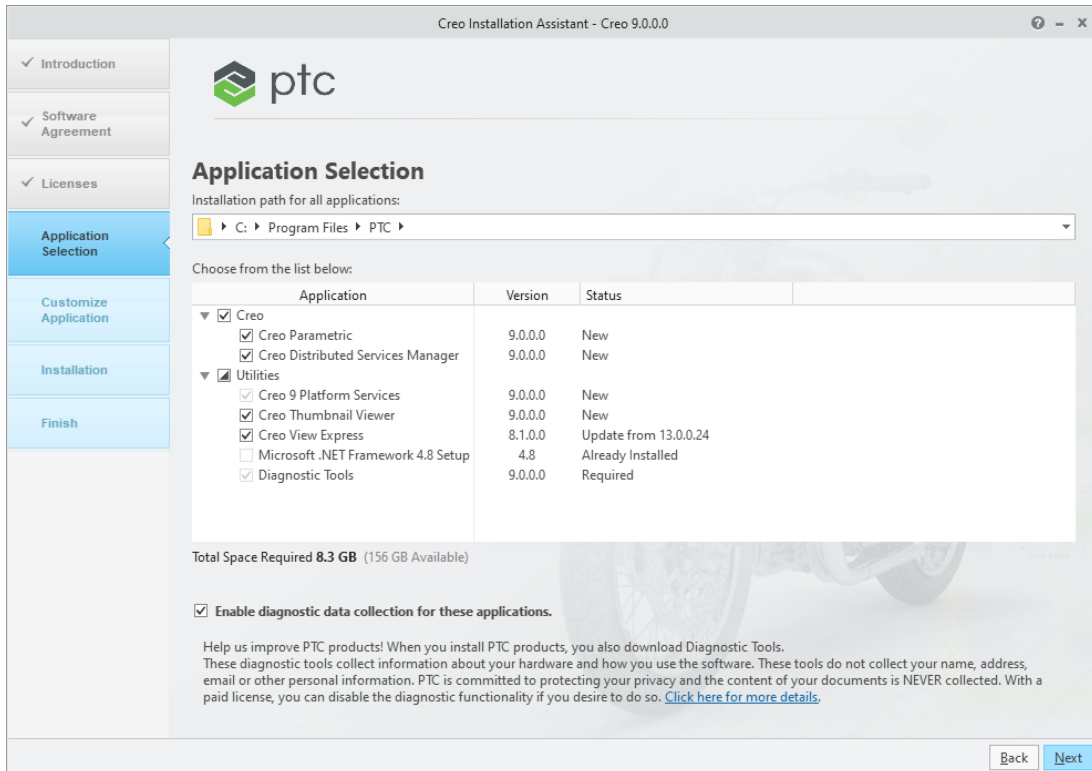 Creo Installation Assistant - Creo 9.0.0.0
Introduction
Software
Agreement
Licenses
Application
Selection
Customize
Application
Installation
Finish
ptc
Application Selection
Installation path for all applications:
C: Program Files PTC
Choose from the list below:
Application Version Status
Creo
Creo Parametric 9.0.0.0 New
Creo Distributed Services Manager 9.0.0.0 New
Utilities
Creo 9 Platform Services 9.0.0.0 New
Creo Thumbnail Viewer 9.0.0.0 New
Creo View Express 8.1.0.0 Update from 13.0.0.24
Microsoft .NET Framework 4.8 Setup 4.8 Already Installed
Diagnostic Tools 9.0.0.0 Required
Total Space Required 8.3 GB (156 GB Available)
Enable diagnostic data collection for these applications.
Help us improve PTC products! When you install PTC products, you also download Diagnostic Tools.
These diagnostic tools collect information about your hardware and how you use the software. These tools do not collect your name, address,
email or other personal information. PTC is committed to protecting your privacy and the content of your documents is NEVER collected. With a
paid license, you can disable the diagnostic functionality if you desire to do so. Click here for more details.
Back Next